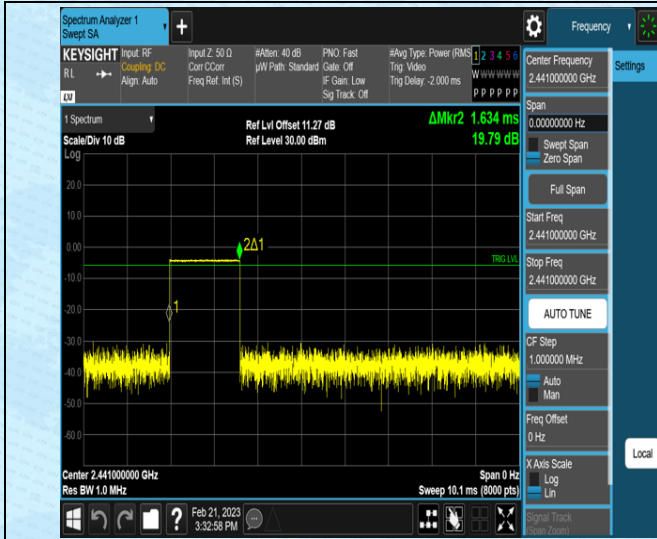 Spectrum Analyzer 1
Swept SA
+
Frequency
KEYSIGHT
RL
Input: RF
Coupling: DC
Align: Auto
Input Z: 50 Ω
Corr CCorr
Freq Ref: Int (S)
#Atten: 40 dB
µW Path: Standard
PNO: Fast
Gate: Off
IF Gain: Low
Sig Track: Off
#Avg Type: Power (RMS
Trig: Video
Trig Delay: -2.000 ms
1 2 3 4 5 6
W W W W W W
P P P P P P
1 Spectrum
Scale/Div 10 dB
Log
Ref Lvl Offset 11.27 dB
Ref Level 30.00 dBm
ΔMkr2 1.634 ms
19.79 dB
20.0
10.0
0.00
-10.0
-20.0
-30.0
-40.0
-50.0
-60.0
2Δ1
1
TRIG LVL
Center 2.441000000 GHz
Res BW 1.0 MHz
Span 0 Hz
Sweep 10.1 ms (8000 pts)
Feb 21, 2023
3:32:58 PM
?
Center Frequency
2.441000000 GHz
Settings
Span
0.00000000 Hz
Swept Span
Zero Span
Full Span
Start Freq
2.441000000 GHz
Stop Freq
2.441000000 GHz
AUTO TUNE
CF Step
1.000000 MHz
Auto
Man
Freq Offset
0 Hz
X Axis Scale
Log
Lin
Local
Signal Track
(Span Zoom)